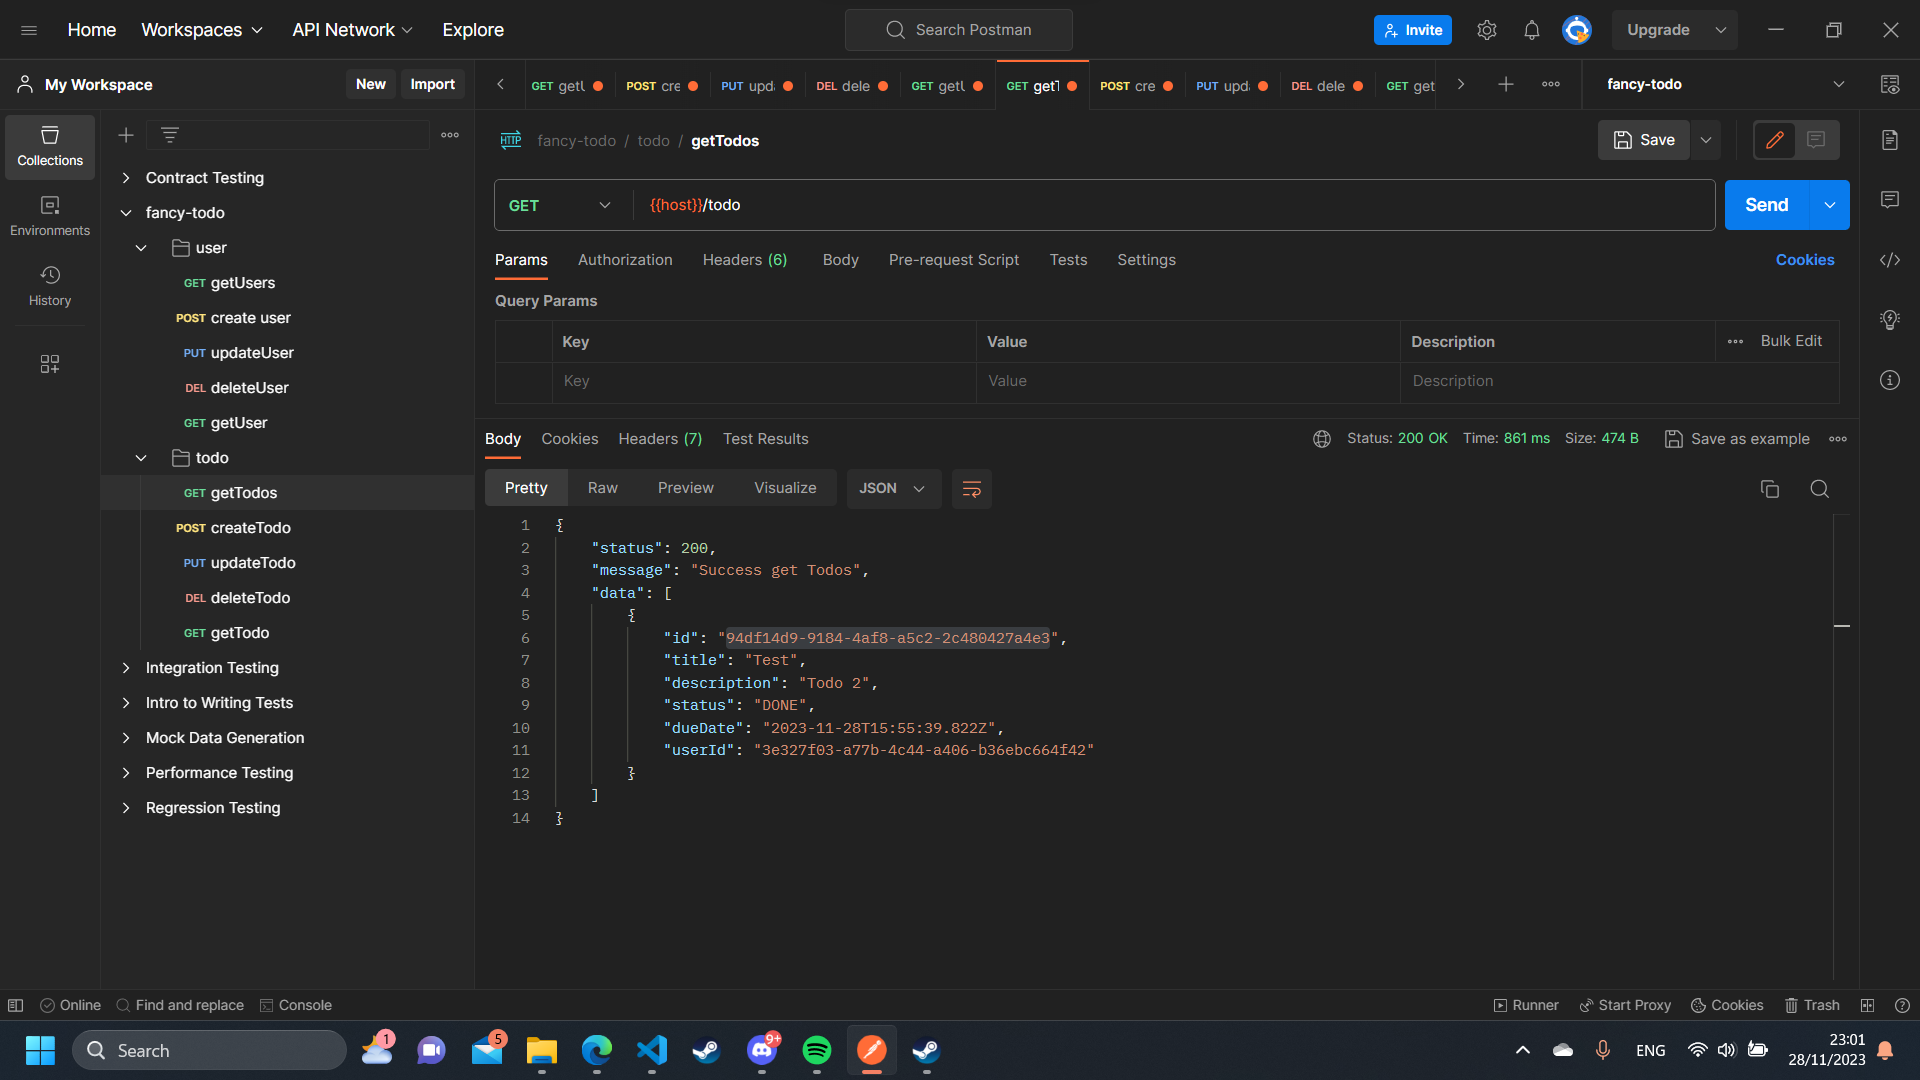 Home
Workspaces
API Network
Explore
Search Postman
Invite
Upgrade
My Workspace
New
Import
GET getU
POST cre
PUT upda
DEL dele
GET getU
GET getT
POST cre
PUT upda
DEL dele
GET get
fancy-todo
Collections
Environments
History
Contract Testing
fancy-todo
user
GET getUsers
POST create user
PUT updateUser
DEL deleteUser
GET getUser
todo
GET getTodos
POST createTodo
PUT updateTodo
DEL deleteTodo
GET getTodo
Integration Testing
Intro to Writing Tests
Mock Data Generation
Performance Testing
Regression Testing
HTTP fancy-todo / todo / getTodos
Save
GET
{{host}}/todo
Send
Params Authorization Headers (6) Body Pre-request Script Tests Settings
Cookies
Query Params
Key Value Description
Bulk Edit
Key Value Description
Body Cookies Headers (7) Test Results
Status: 200 OK Time: 861 ms Size: 474 B
Save as example
Pretty Raw Preview Visualize
JSON
1 {
2 "status": 200,
3 "message": "Success get Todos",
4 "data": [
5 {
6 "id": "94df14d9-9184-4af8-a5c2-2c480427a4e3",
7 "title": "Test",
8 "description": "Todo 2",
9 "status": "DONE",
10 "dueDate": "2023-11-28T15:55:39.822Z",
11 "userId": "3e327f03-a77b-4c44-a406-b36ebc664f42"
12 }
13 ]
14 }
Online
Find and replace
Console
Runner
Start Proxy
Cookies
Trash
Search
1
5
9+
ENG
23:01
28/11/2023